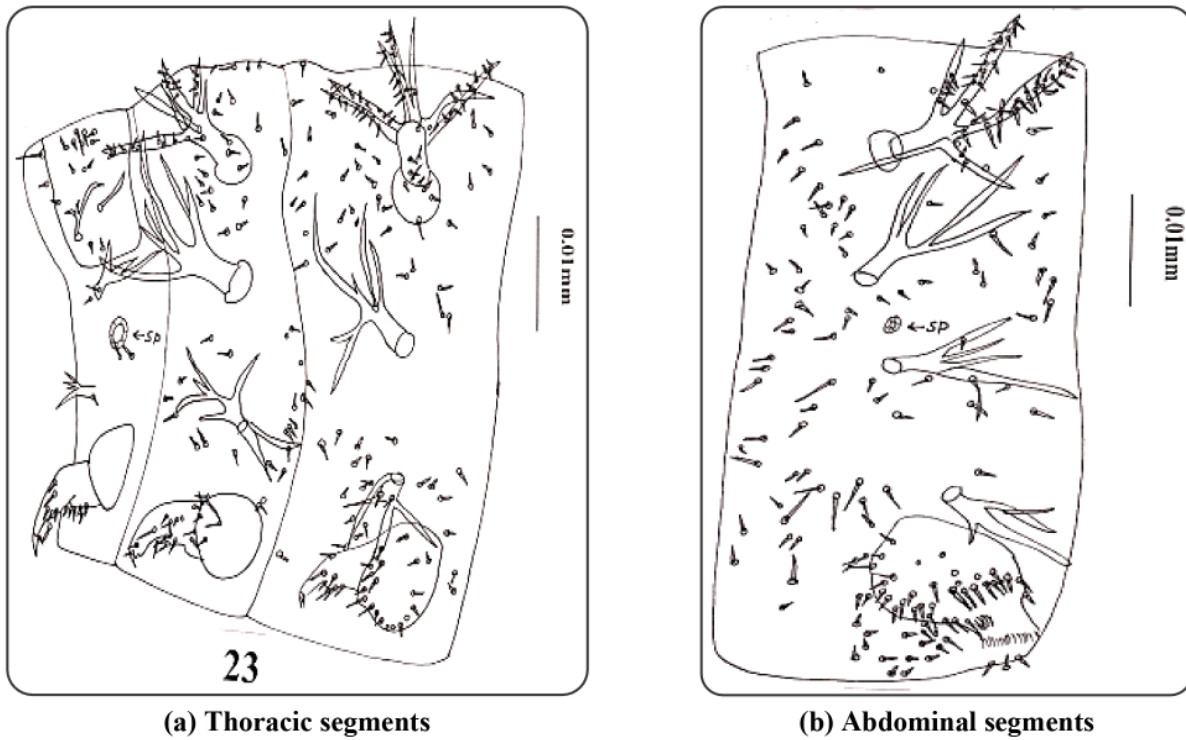 ←SP
0.01mm
23
(a) Thoracic segments
←SP
0.01mm
(b) Abdominal segments